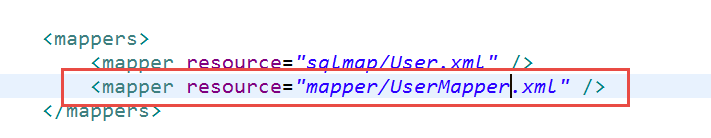 <mappers>
<mapper resource="sqlmap/User.xml" />
<mapper resource="mapper/UserMapper.xml" />
</mappers>